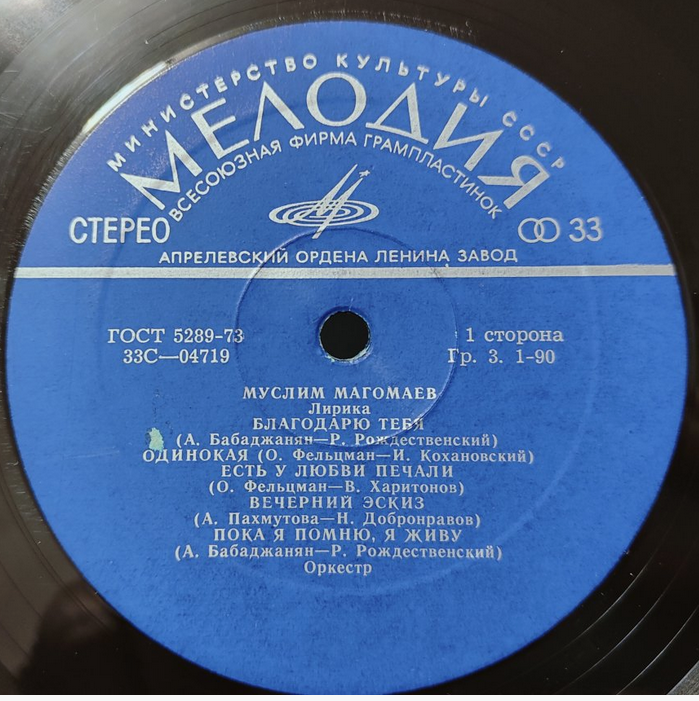 МИНИСТЕРСТВО КУЛЬТУРЫ СССР
МЕЛОДИЯ
ВСЕСОЮЗНАЯ ФИРМА ГРАМПЛАСТИНОК
СТЕРЕО
33
АПРЕЛЕВСКИЙ ОРДЕНА ЛЕНИНА ЗАВОД
ГОСТ 5289-73 1 сторона
33С—04719 Гр. 3. 1-90
МУСЛИМ МАГОМАЕВ
Лирика
БЛАГОДАРЮ ТЕБЯ
(А. Бабаджанян—Р. Рождественский)
ОДИНОКАЯ (О. Фельцман—И. Кохановский)
ЕСТЬ У ЛЮБВИ ПЕЧАЛИ
(О. Фельцман—В. Харитонов)
ВЕЧЕРНИЙ ЭСКИЗ
(А. Пахмутова—Н. Добронравов)
ПОКА Я ПОМНЮ, Я ЖИВУ
(А. Бабаджанян—Р. Рождественский)
Оркестр